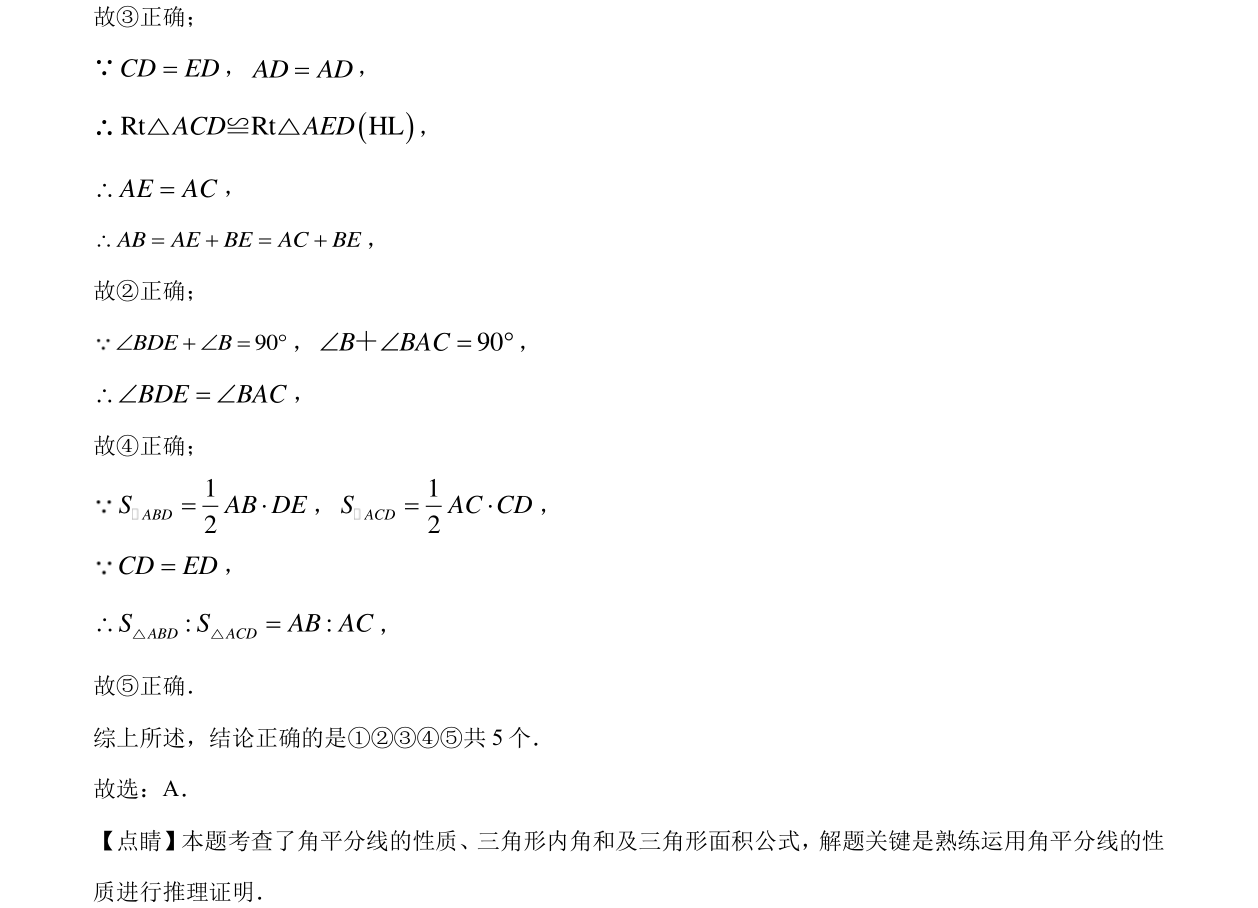 故③正确；
∵CD = ED，AD = AD，
∴Rt△ACD≌Rt△AED(HL)，
∴AE = AC，
∴AB = AE + BE = AC + BE，
故②正确；
∵∠BDE + ∠B = 90°，∠B＋∠BAC = 90°，
∴∠BDE = ∠BAC，
故④正确；
∵S▯ABD = 1/2 AB·DE，S▯ACD = 1/2 AC·CD，
∵CD = ED，
∴S△ABD : S△ACD = AB : AC，
故⑤正确．
综上所述，结论正确的是①②③④⑤共 5 个．
故选：A．
【点睛】本题考查了角平分线的性质、三角形内角和及三角形面积公式，解题关键是熟练运用角平分线的性
质进行推理证明．